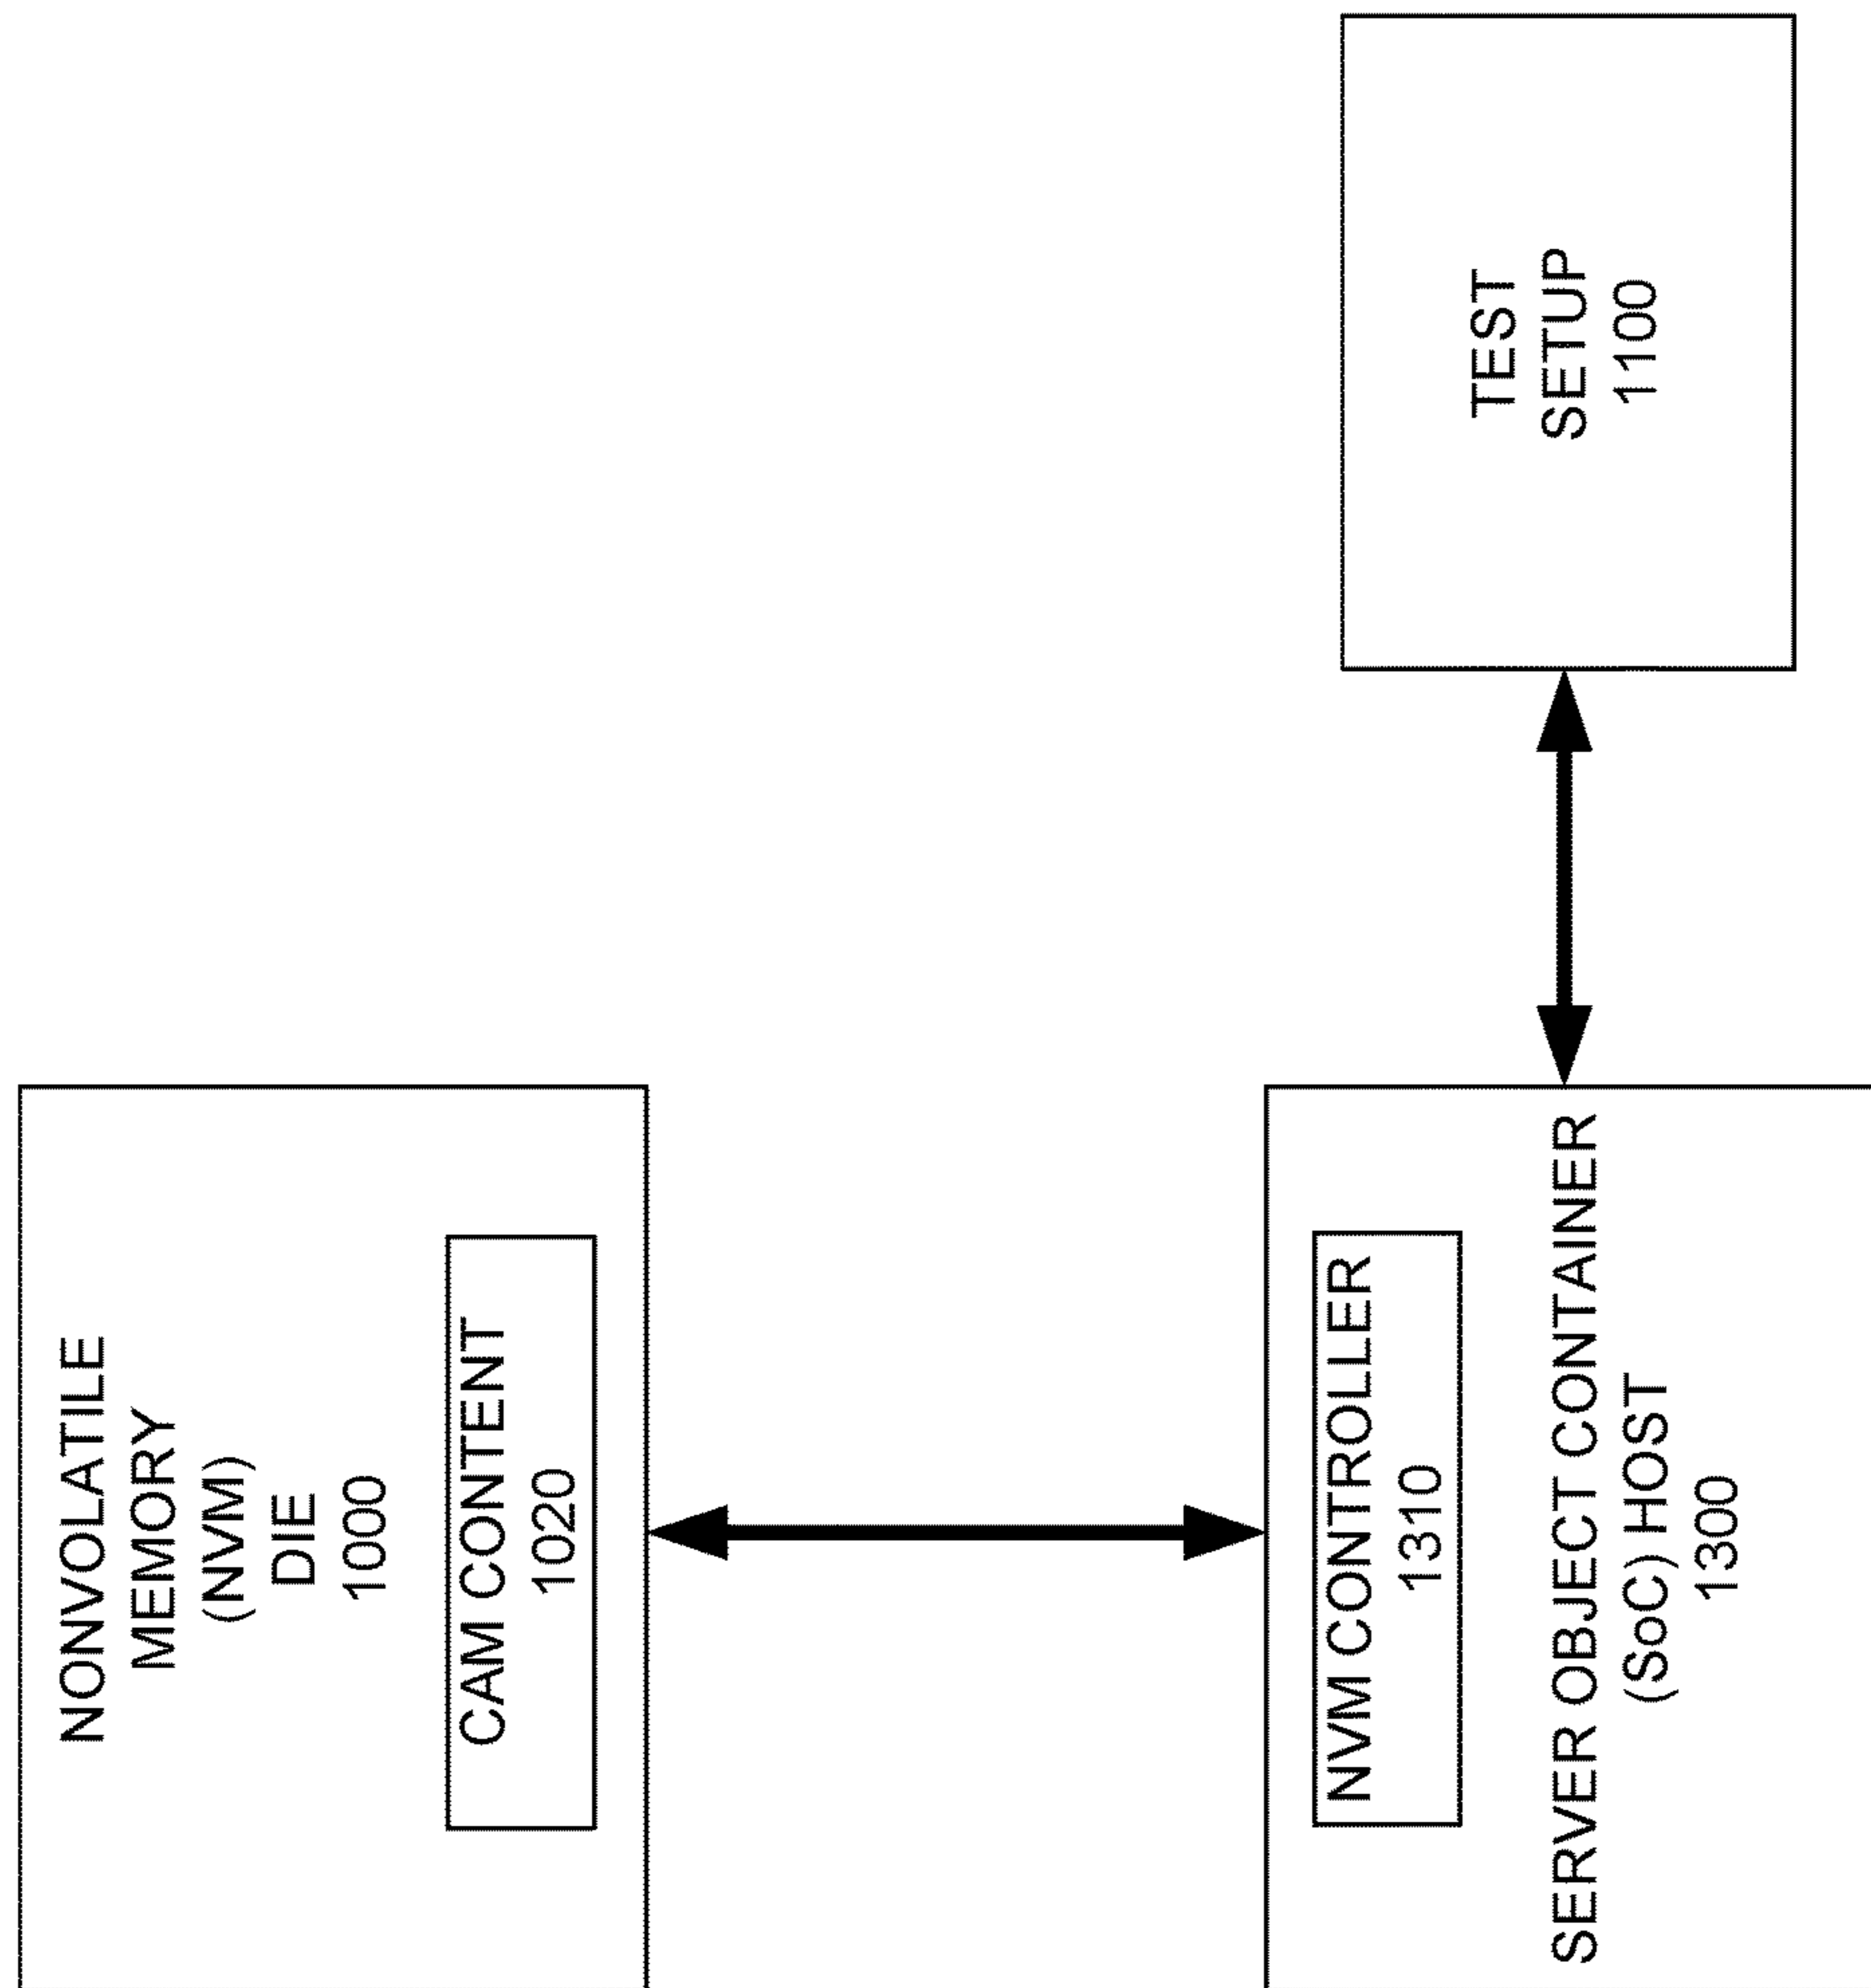 NONVOLATILE
MEMORY
(NVM)
DIE
1000
CAM CONTENT
1020
NVM CONTROLLER
1310
SERVER OBJECT CONTAINER
(SoC) HOST
1300
TEST
SETUP
1100